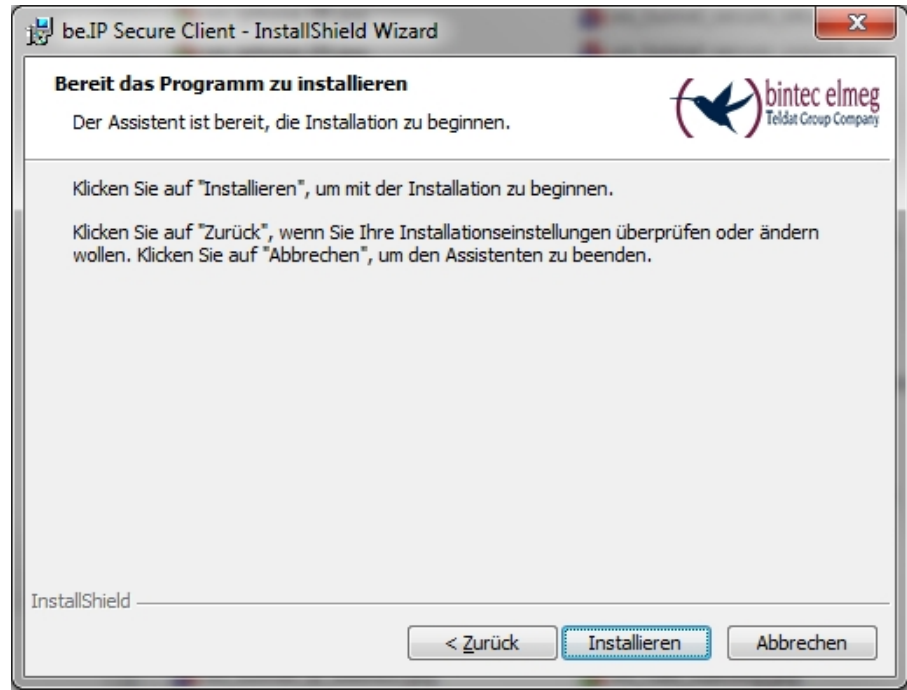 be.IP Secure Client - InstallShield Wizard
Bereit das Programm zu installieren
Der Assistent ist bereit, die Installation zu beginnen.
bintec elmeg
Teldat Group Company
Klicken Sie auf "Installieren", um mit der Installation zu beginnen.
Klicken Sie auf "Zurück", wenn Sie Ihre Installationseinstellungen überprüfen oder ändern
wollen. Klicken Sie auf "Abbrechen", um den Assistenten zu beenden.
InstallShield
< Zurück
Installieren
Abbrechen